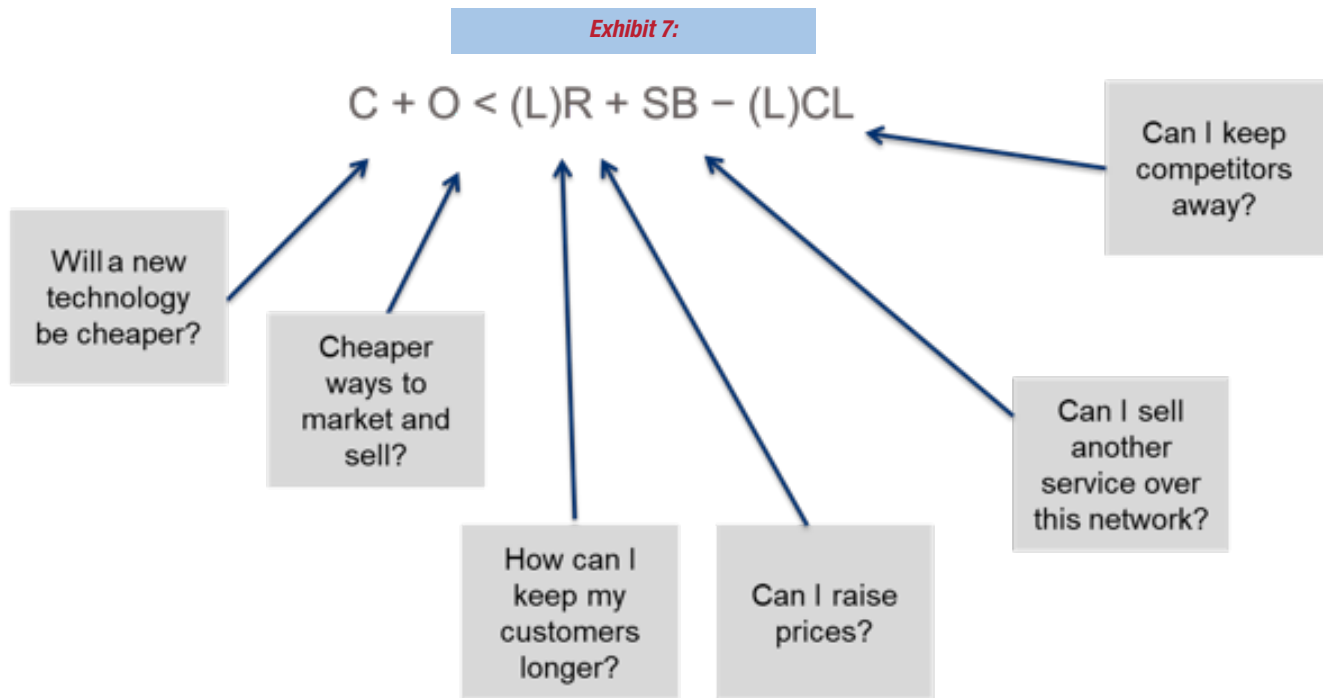 Exhibit 7:
C + O < (L)R + SB – (L)CL
Can I keep
competitors
away?
Will a new
technology
be cheaper?
Cheaper
ways to
market and
sell?
How can I
keep my
customers
longer?
Can I raise
prices?
Can I sell
another
service over
this network?